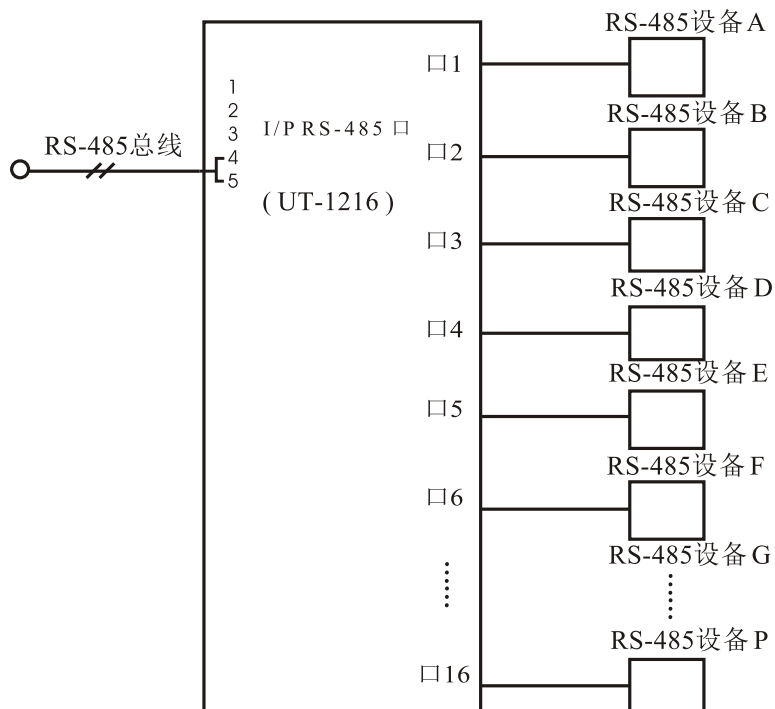 RS-485设备A
口1
1
2
3
4
5
I/P RS-485 口
RS-485总线
(UT-1216)
RS-485设备B
口2
RS-485设备C
口3
RS-485设备D
口4
RS-485设备E
口5
RS-485设备F
口6
RS-485设备G
RS-485设备P
口16